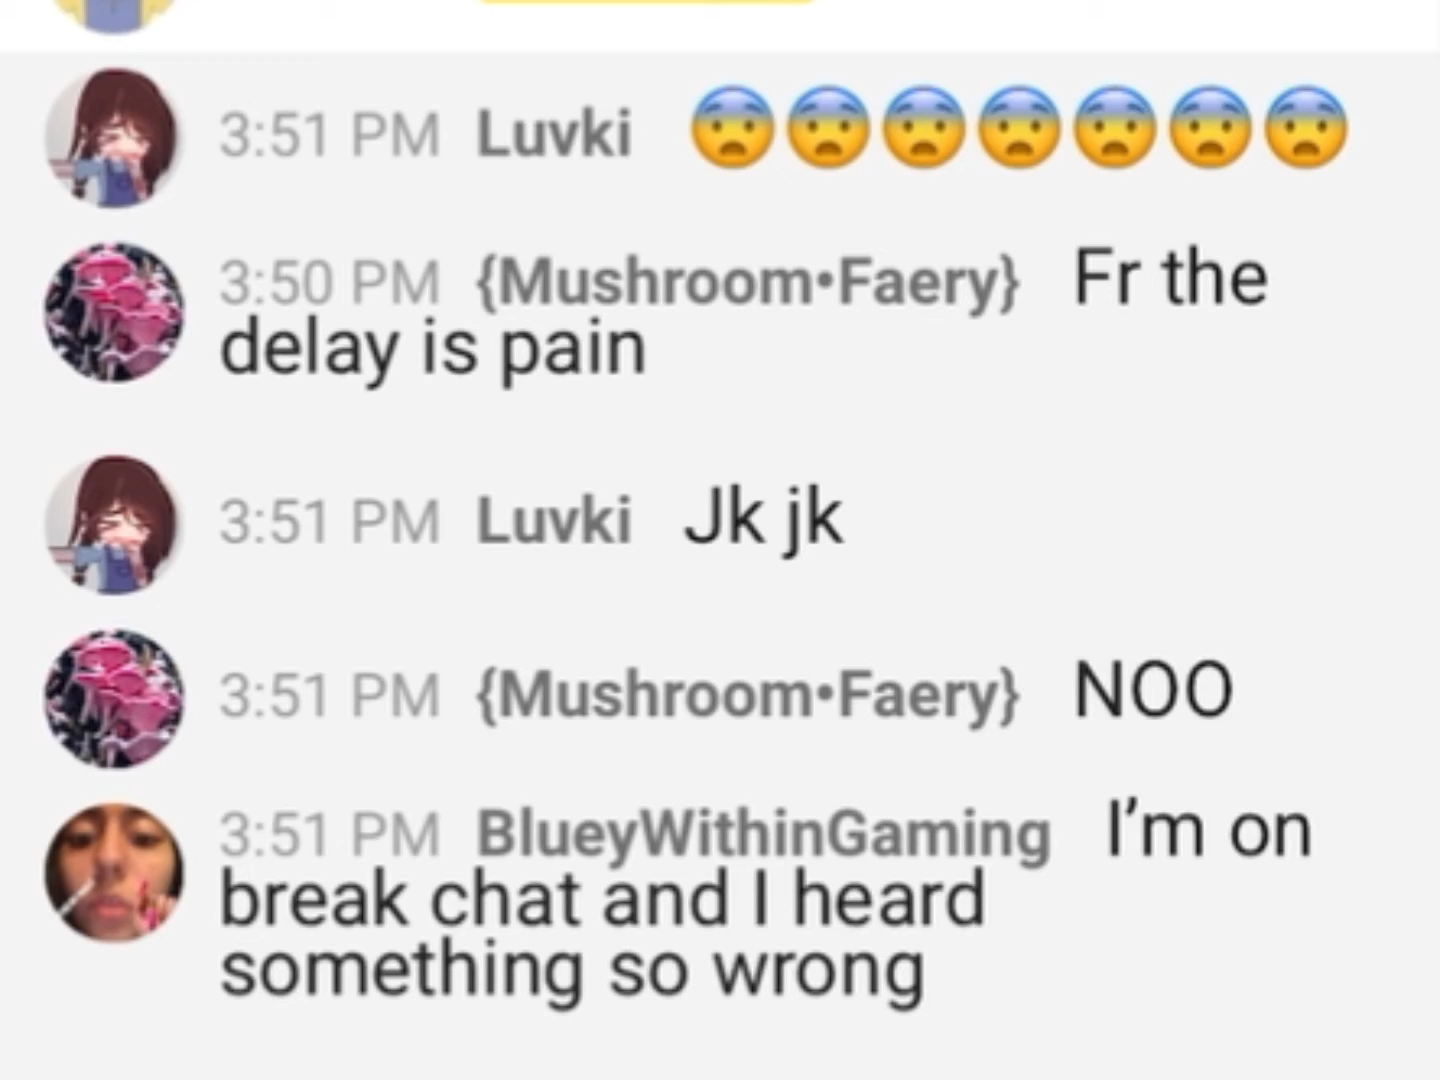 3:51 PM Luvki 😨😨😨😨😨😨😨
3:50 PM {Mushroom•Faery} Fr the
delay is pain
3:51 PM Luvki Jk jk
3:51 PM {Mushroom•Faery} NOO
3:51 PM BlueyWithinGaming I’m on
break chat and I heard
something so wrong